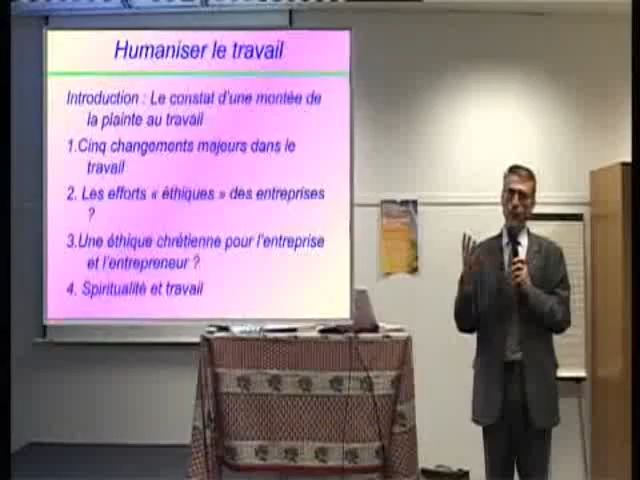 Humaniser le travail
Introduction : Le constat d'une montée de
la plainte au travail
1.Cinq changements majeurs dans le
travail
2. Les efforts « éthiques » des entreprises
?
3.Une éthique chrétienne pour l'entreprise
et l'entrepreneur ?
4. Spiritualité et travail